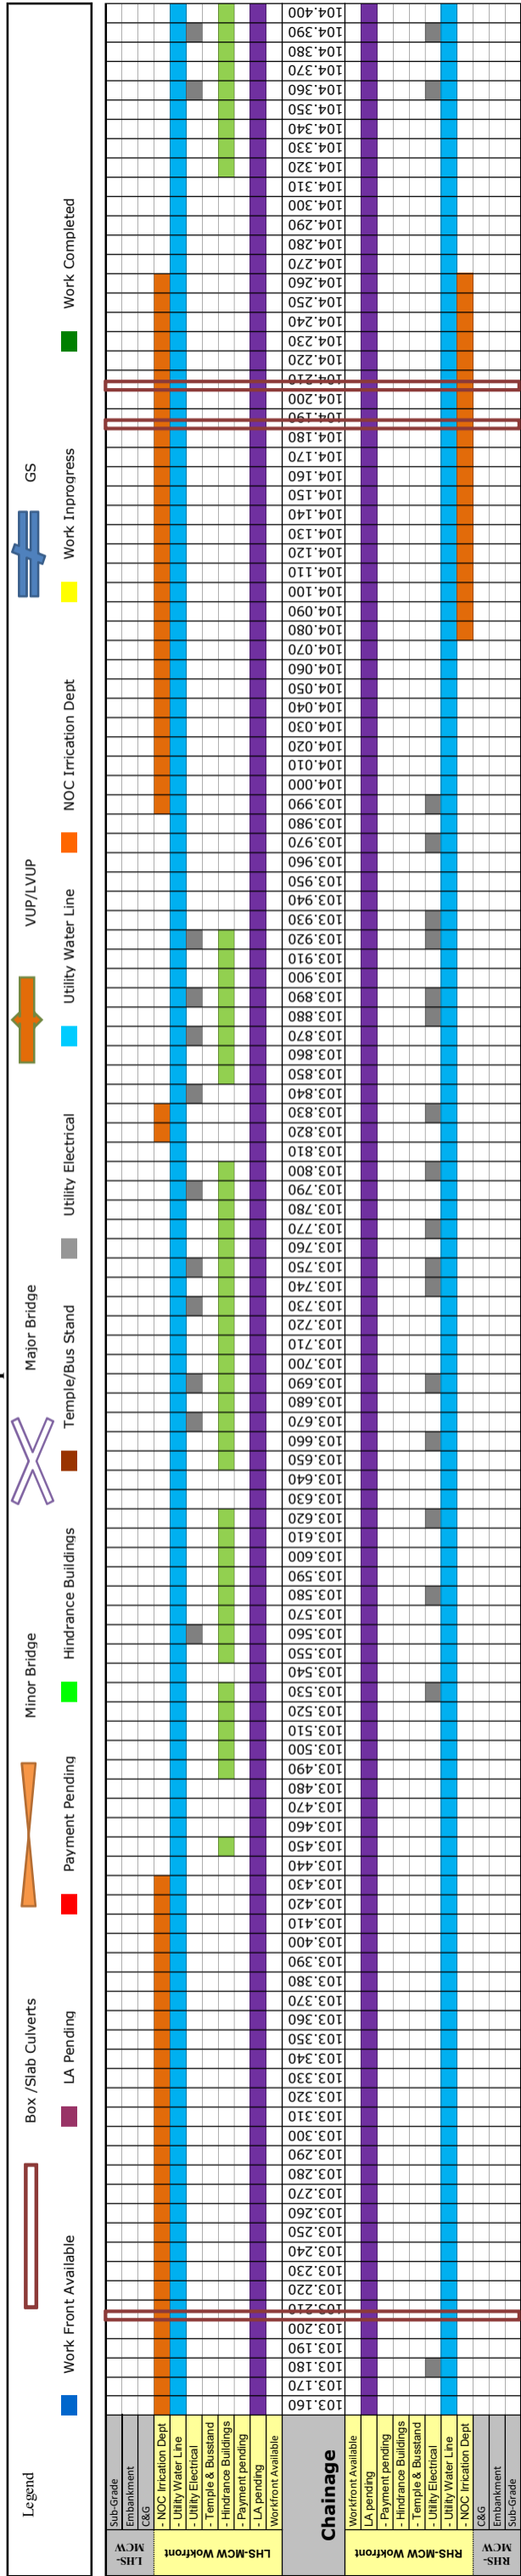 Legend
Box /Slab Culverts
Minor Bridge
Major Bridge
VUP/LVUP
GS
Work Front Available
LA Pending
Payment Pending
Hindrance Buildings
Temple/Bus Stand
Utility Electrical
Utility Water Line
NOC Irrication Dept
Work Inprogress
Work Completed
LHS-
MCW
Sub-Grade
Embankment
C&G
LHS-MCW Wokfront
- NOC Irrication Dept
- Utility Water Line
- Utility Electrical
- Temple & Busstand
- Hindrance Buildings
- Payment pending
- LA pending
Workfront Available
Chainage
103.160
103.170
103.180
103.190
103.200
103.210
103.220
103.230
103.240
103.250
103.260
103.270
103.280
103.290
103.300
103.310
103.320
103.330
103.340
103.350
103.360
103.370
103.380
103.390
103.400
103.410
103.420
103.430
103.440
103.450
103.460
103.470
103.480
103.490
103.500
103.510
103.520
103.530
103.540
103.550
103.560
103.570
103.580
103.590
103.600
103.610
103.620
103.630
103.640
103.650
103.660
103.670
103.680
103.690
103.700
103.710
103.720
103.730
103.740
103.750
103.760
103.770
103.780
103.790
103.800
103.810
103.820
103.830
103.840
103.850
103.860
103.870
103.880
103.890
103.900
103.910
103.920
103.930
103.940
103.950
103.960
103.970
103.980
103.990
104.000
104.010
104.020
104.030
104.040
104.050
104.060
104.070
104.080
104.090
104.100
104.110
104.120
104.130
104.140
104.150
104.160
104.170
104.180
104.190
104.200
104.210
104.220
104.230
104.240
104.250
104.260
104.270
104.280
104.290
104.300
104.310
104.320
104.330
104.340
104.350
104.360
104.370
104.380
104.390
104.400
RHS-MCW Wokfront
Workfront Available
LA pending
- Payment pending
- Hindrance Buildings
- Temple & Busstand
- Utility Electrical
- Utility Water Line
- NOC Irrication Dept
RHS-
MCW
C&G
Embankment
Sub-Grade